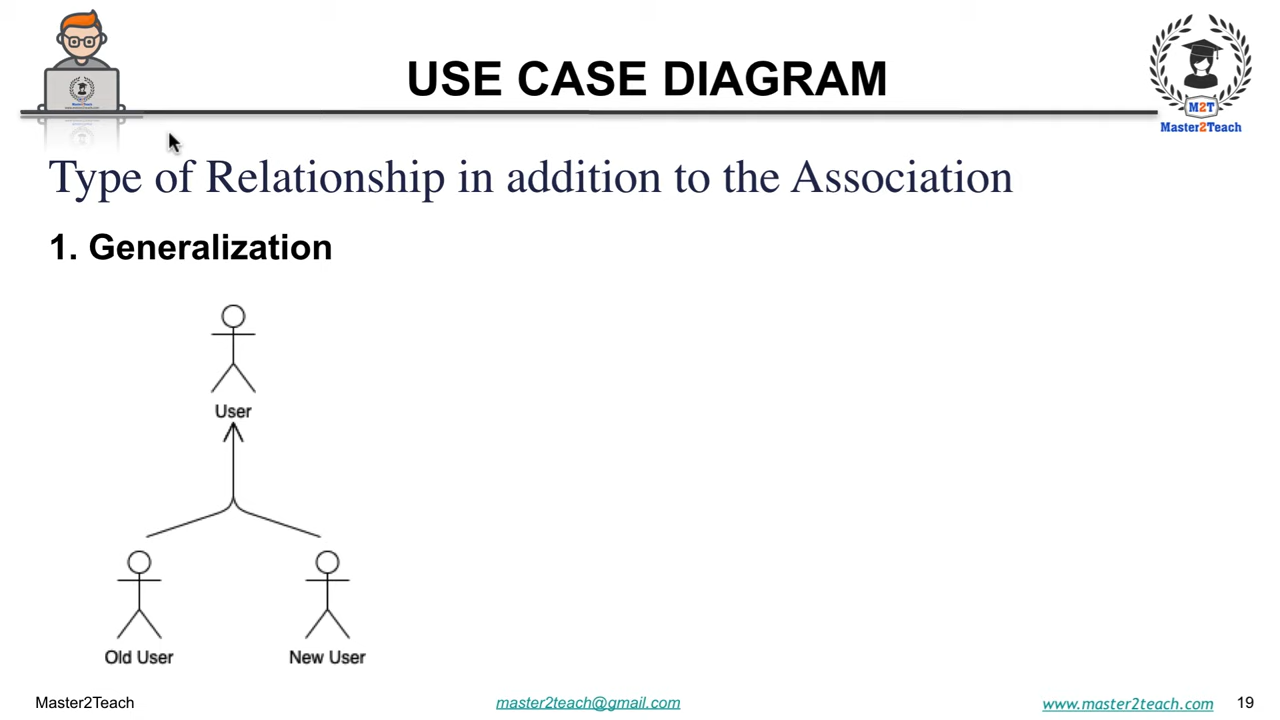 USE CASE DIAGRAM
M2T
Master2Teach
Type of Relationship in addition to the Association
1. Generalization
User
Old User
New User
Master2Teach
master2teach@gmail.com
www.master2teach.com
19